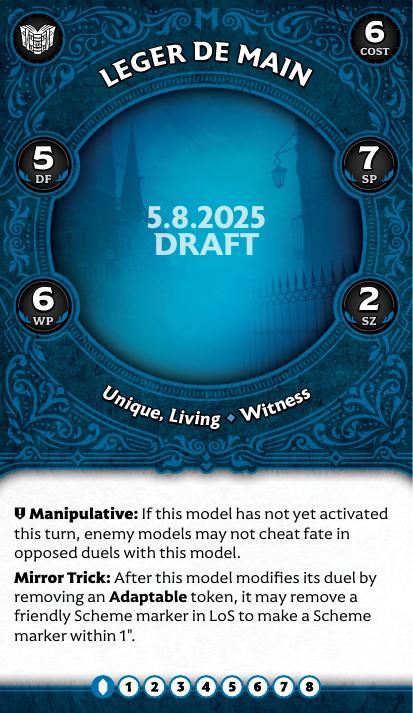 LEGER DE MAIN
6
COST
5
DF
7
SP
5.8.2025
DRAFT
6
WP
2
SZ
Unique, Living ⬥ Witness
Manipulative: If this model has not yet activated
this turn, enemy models may not cheat fate in
opposed duels with this model.
Mirror Trick: After this model modifies its duel by
removing an Adaptable token, it may remove a
friendly Scheme marker in LoS to make a Scheme
marker within 1".
1 2 3 4 5 6 7 8